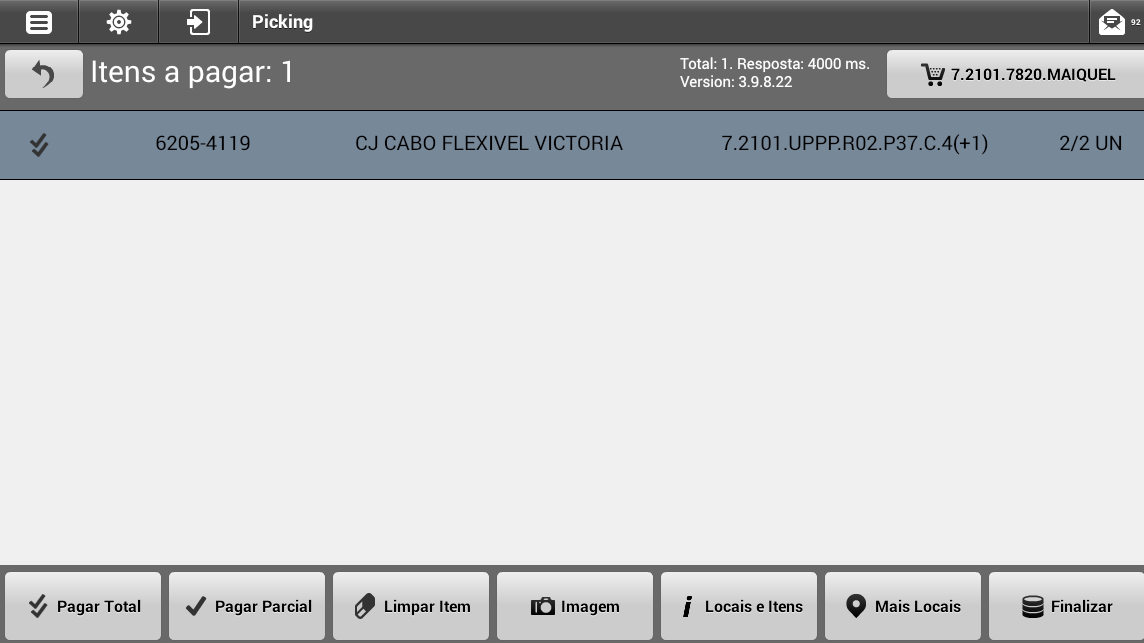 Picking
92
Itens a pagar: 1
Total: 1. Resposta: 4000 ms.
Version: 3.9.8.22
7.2101.7820.MAIQUEL
6205-4119 CJ CABO FLEXIVEL VICTORIA 7.2101.UPPP.R02.P37.C.4(+1) 2/2 UN
Pagar Total Pagar Parcial Limpar Item Imagem Locais e Itens Mais Locais Finalizar